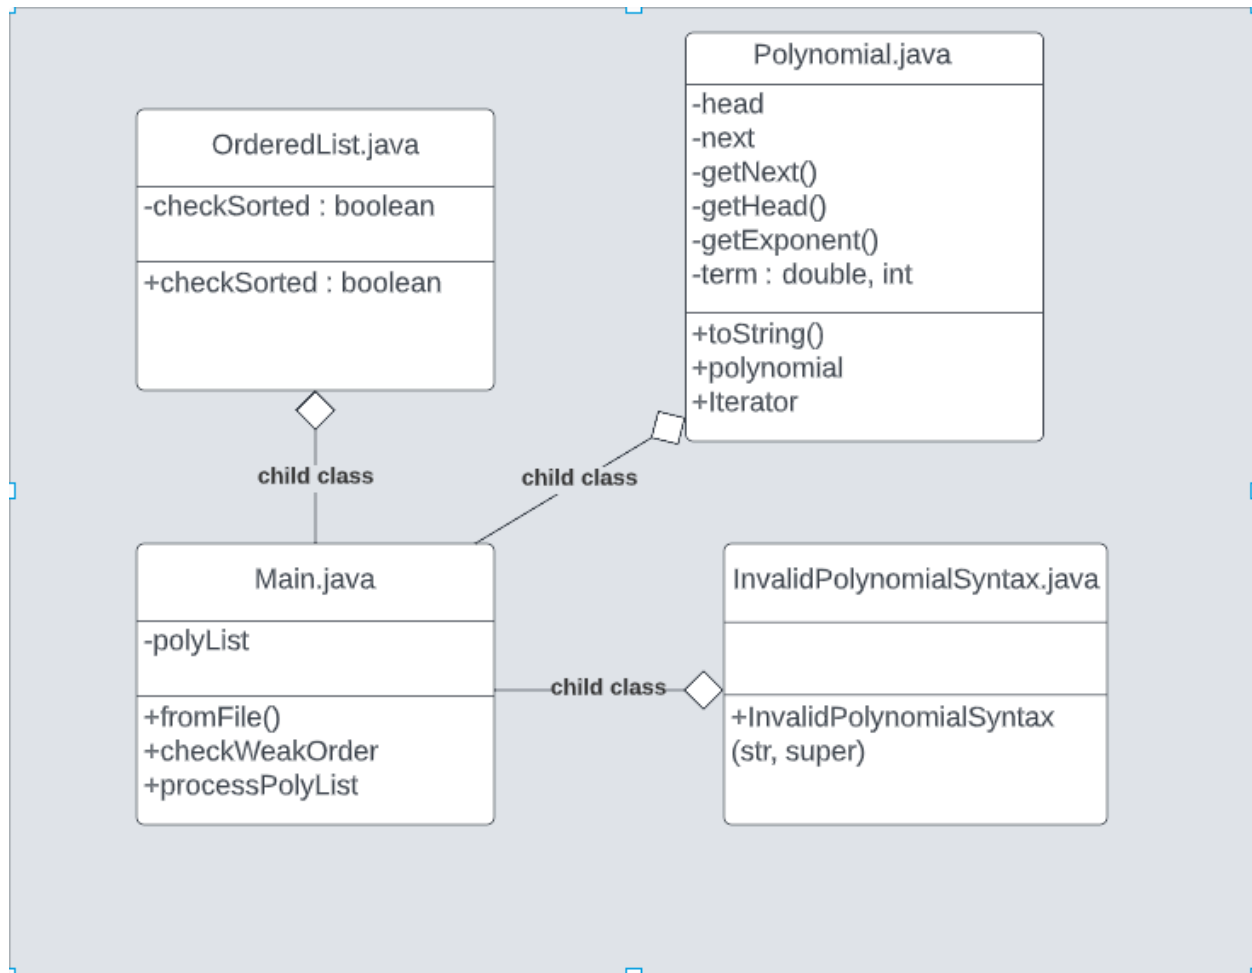 Polynomial.java
-head
-next
-getNext()
-getHead()
-getExponent()
-term : double, int
+toString()
+polynomial
+Iterator
OrderedList.java
-checkSorted : boolean
+checkSorted : boolean
child class
child class
Main.java
-polyList
+fromFile()
+checkWeakOrder
+processPolyList
child class
InvalidPolynomialSyntax.java
+InvalidPolynomialSyntax
(str, super)